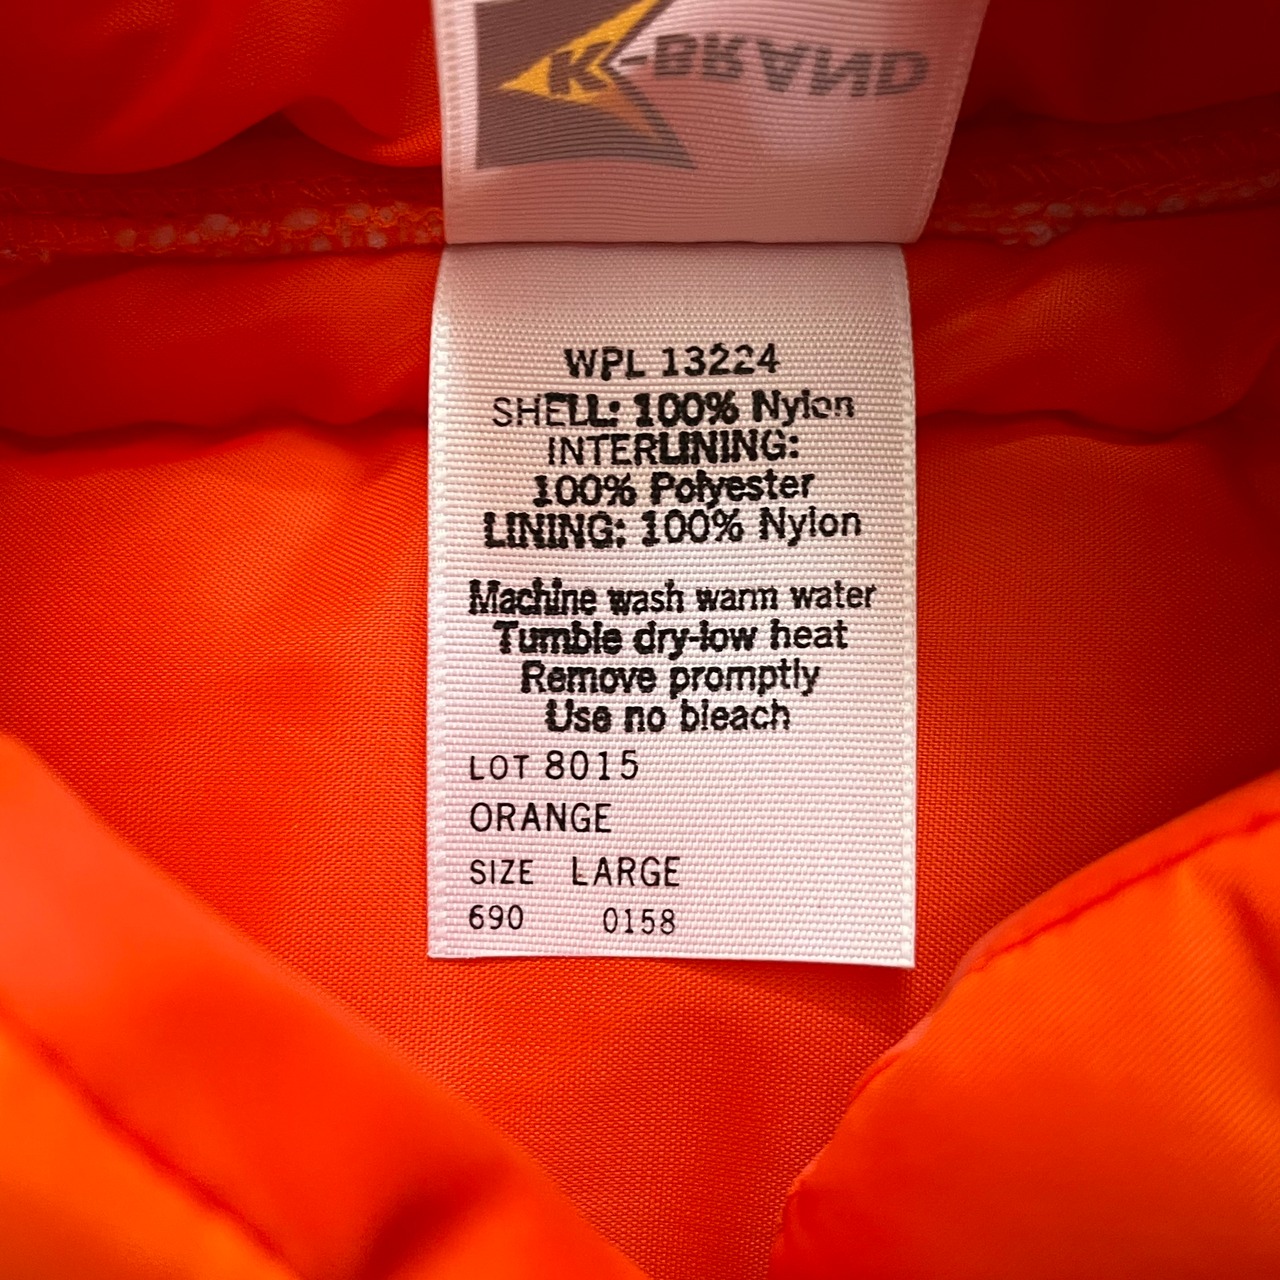 K-BRAND
WPL 13224
SHELL: 100% Nylon
INTERLINING:
100% Polyester
LINING: 100% Nylon
Machine wash warm water
Tumble dry-low heat
Remove promptly
Use no bleach
LOT 8015
ORANGE
SIZE LARGE
690 0158